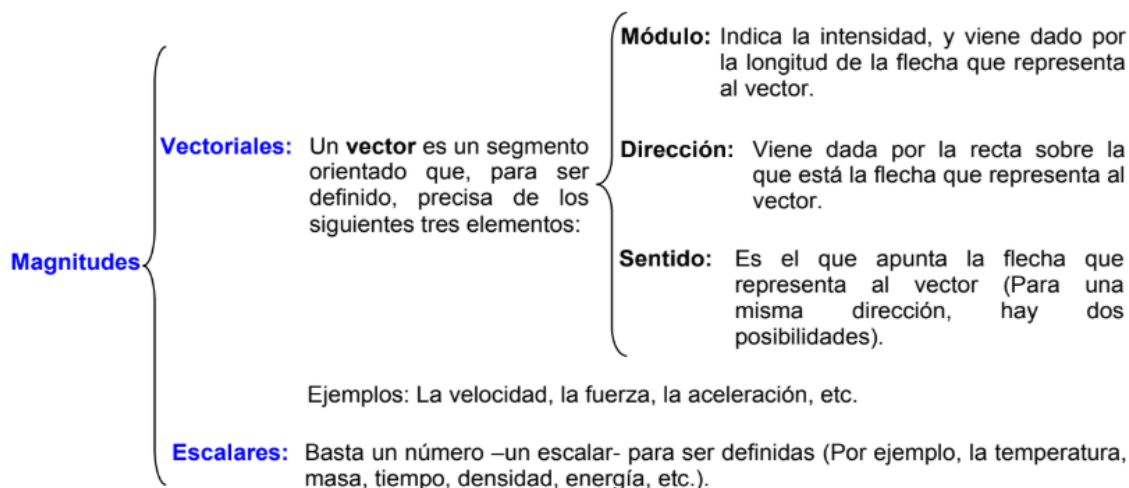 Magnitudes
Vectoriales:
Un vector es un segmento
orientado que, para ser
definido, precisa de los
siguientes tres elementos:
Módulo: Indica la intensidad, y viene dado por
la longitud de la flecha que representa
al vector.
Dirección: Viene dada por la recta sobre la
que está la flecha que representa al
vector.
Sentido: Es el que apunta la flecha que
representa al vector (Para una
misma dirección, hay dos
posibilidades).
Ejemplos: La velocidad, la fuerza, la aceleración, etc.
Escalares: Basta un número –un escalar- para ser definidas (Por ejemplo, la temperatura,
masa, tiempo, densidad, energía, etc.).